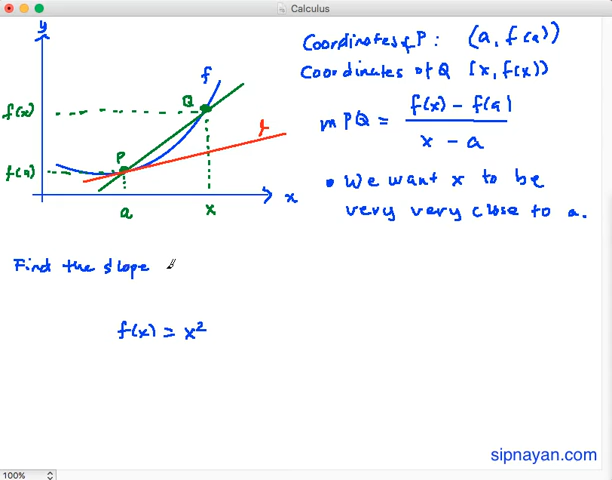 Calculus
y
Coordinates of P : (a, f(a))
f
Coordinates of Q (x, f(x))
Q
f(x)
m PQ = f(x) - f(a)
x - a
P
f(a)
• We want x to be
x
a
x
very very close to a.
Find the slope
f(x) = x²
sipnayan.com
100%